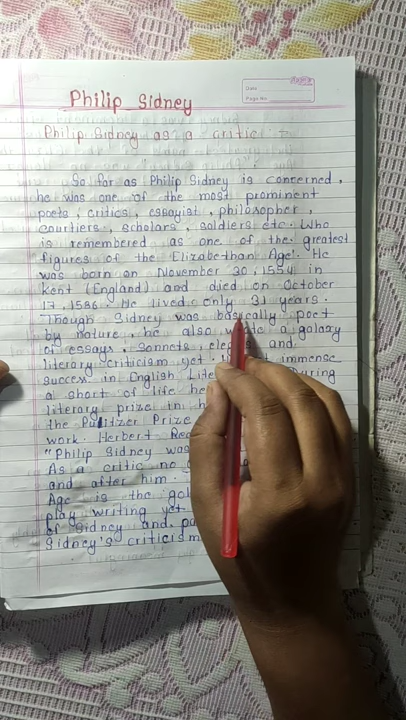 Date
Page No
Philip Sidney
Philip Sidney as a critic :-
So far as Philip Sidney is concerned,
he was one of the most prominent
poets, critics, essayist, philosopher,
courtiers, scholars, soldiers etc. Who
is remembered as one of the greatest
figures of the Elizabethan Age. He
was born on November 30, 1554 in
Kent (England) and died on October
17, 1586. He lived only 31 years.
Though Sidney was basically poet
by nature, he also a galaxy
of essays, Sonnets, and
literary criticism yet immense
success in English During
a short of life he
literary prize in
the Pulitzer Prize
work. Herbert
"Philip Sidney was
As a critic no
and after him.
Age is the
play writing yet
of Sidney and
Sidney's criticism